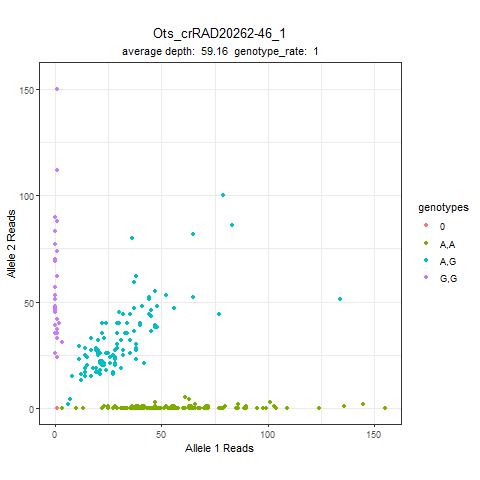 Ots_crRAD20262-46_1
average depth: 59.16 genotype_rate: 1
150
100
50
0
Allele 2 Reads
0 50 100 150
Allele 1 Reads
genotypes
0
A,A
A,G
G,G